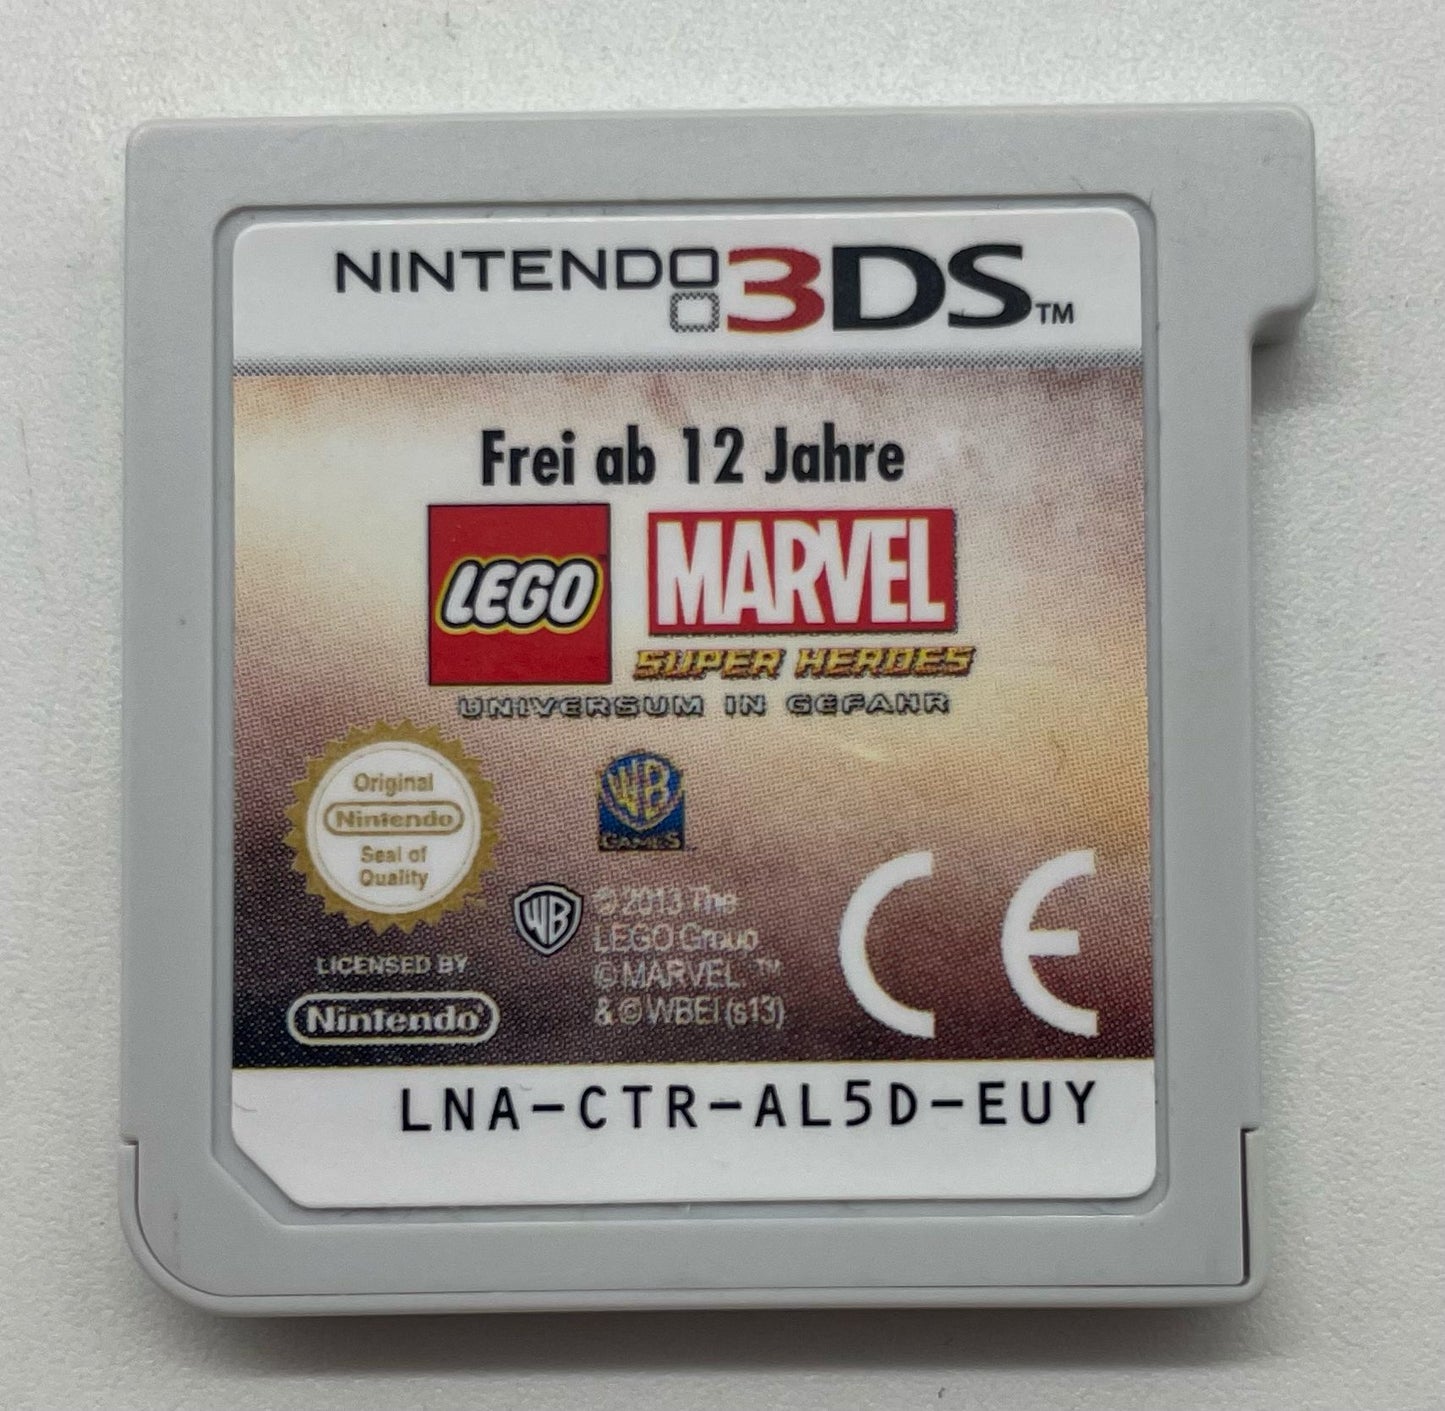 NINTENDO 3DS™
Frei ab 12 Jahre
LEGO MARVEL
SUPER HEROES
UNIVERSUM IN GEFAHR
Original
Nintendo
Seal of
Quality
WB
GAMES
LICENSED BY
Nintendo®
WB
© 2013 The
LEGO Group
© MARVEL. ™
& © WBEI (s13)
CE
LNA-CTR-AL5D-EUY